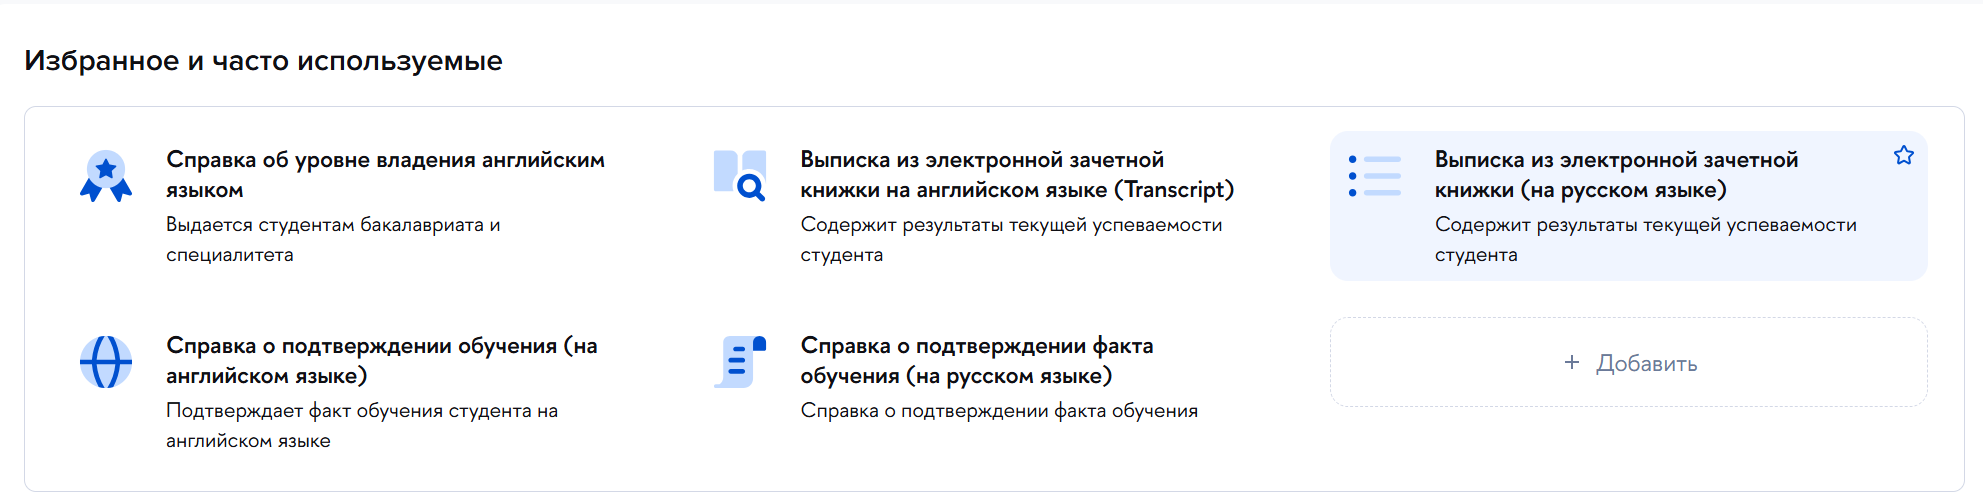 Избранное и часто используемые
Справка об уровне владения английским
языком
Выдается студентам бакалавриата и
специалитета
Выписка из электронной зачетной
книжки на английском языке (Transcript)
Содержит результаты текущей успеваемости
студента
Выписка из электронной зачетной
книжки (на русском языке)
Содержит результаты текущей успеваемости
студента
Справка о подтверждении обучения (на
английском языке)
Подтверждает факт обучения студента на
английском языке
Справка о подтверждении факта
обучения (на русском языке)
Справка о подтверждении факта обучения
+ Добавить